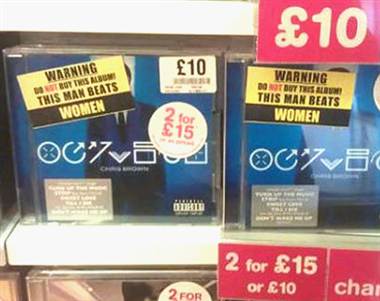 £10
WARNING
DO NOT BUY THIS ALBUM!
THIS MAN BEATS
WOMEN
£10
2 for
£15
CHRIS BROWN
TURN UP THE MUSIC
STRIP
SWEET LOVE
TILL I DIE
DON'T WAKE ME UP
PARENTAL
ADVISORY
EXPLICIT CONTENT
WARNING
DO NOT BUY THIS ALBUM!
THIS MAN BEATS
WOMEN
CHRIS BROWN
TURN UP THE MUSIC
STRIP
SWEET LOVE
TILL I DIE
DON'T WAKE ME UP
2 for £15
or £10
char
2 FOR